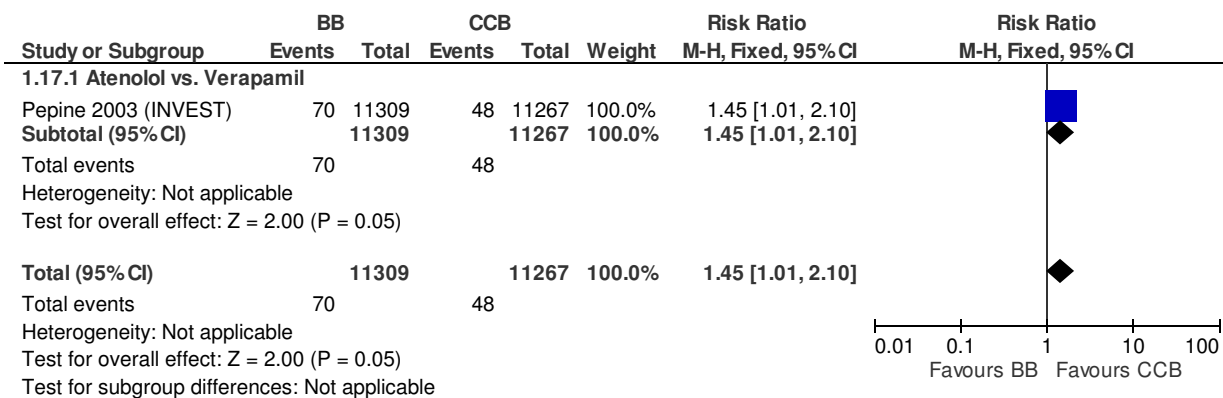 BB CCB Risk Ratio Risk Ratio
Study or Subgroup Events Total Events Total Weight M-H, Fixed, 95% CI M-H, Fixed, 95% CI
1.17.1 Atenolol vs. Verapamil
Pepine 2003 (INVEST) 70 11309 48 11267 100.0% 1.45 [1.01, 2.10]
Subtotal (95% CI) 11309 11267 100.0% 1.45 [1.01, 2.10]
Total events 70 48
Heterogeneity: Not applicable
Test for overall effect: Z = 2.00 (P = 0.05)
Total (95% CI) 11309 11267 100.0% 1.45 [1.01, 2.10]
Total events 70 48
Heterogeneity: Not applicable
Test for overall effect: Z = 2.00 (P = 0.05)
Test for subgroup differences: Not applicable
0.01 0.1 1 10 100
Favours BB Favours CCB